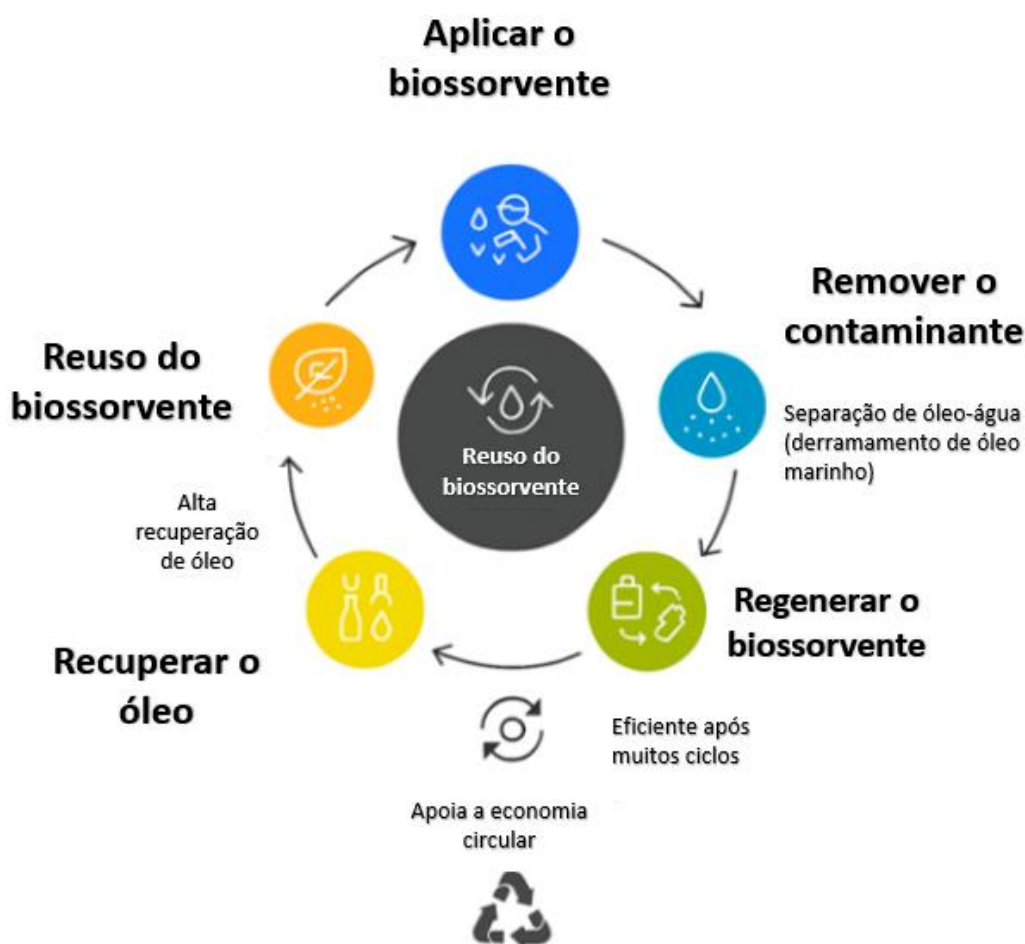 Aplicar o
biossorvente
Remover o
contaminante
Separação de óleo-água
(derramamento de óleo
marinho)
Regenerar o
biossorvente
Eficiente após
muitos ciclos
Apoia a economia
circular
Recuperar o
óleo
Alta
recuperação
de óleo
Reuso do
biossorvente
Reuso do
biossorvente